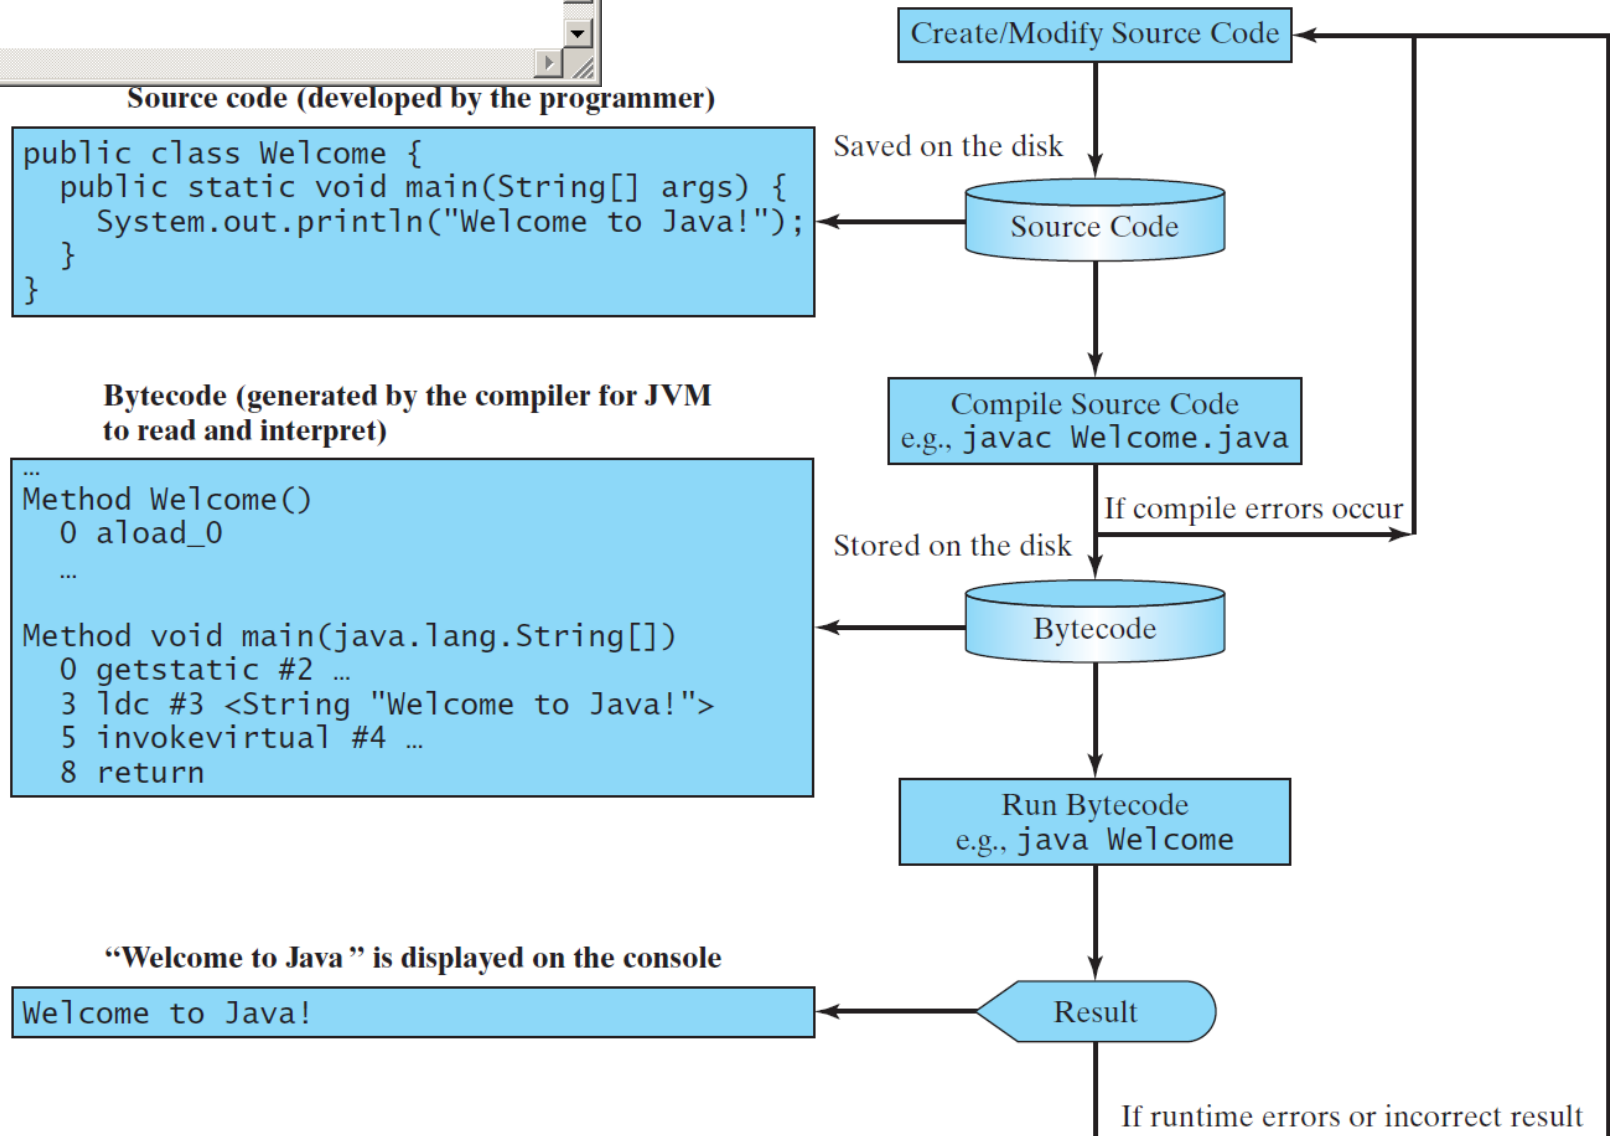 Create/Modify Source Code
Source code (developed by the programmer)
public class Welcome {
  public static void main(String[] args) {
    System.out.println("Welcome to Java!");
  }
}
Saved on the disk
Source Code
Compile Source Code
e.g., javac Welcome.java
If compile errors occur
Bytecode (generated by the compiler for JVM
to read and interpret)
…
Method Welcome()
  0 aload_0
  …
Method void main(java.lang.String[])
  0 getstatic #2 …
  3 ldc #3 <String "Welcome to Java!">
  5 invokevirtual #4 …
  8 return
Stored on the disk
Bytecode
Run Bytecode
e.g., java Welcome
“Welcome to Java” is displayed on the console
Welcome to Java!
Result
If runtime errors or incorrect result